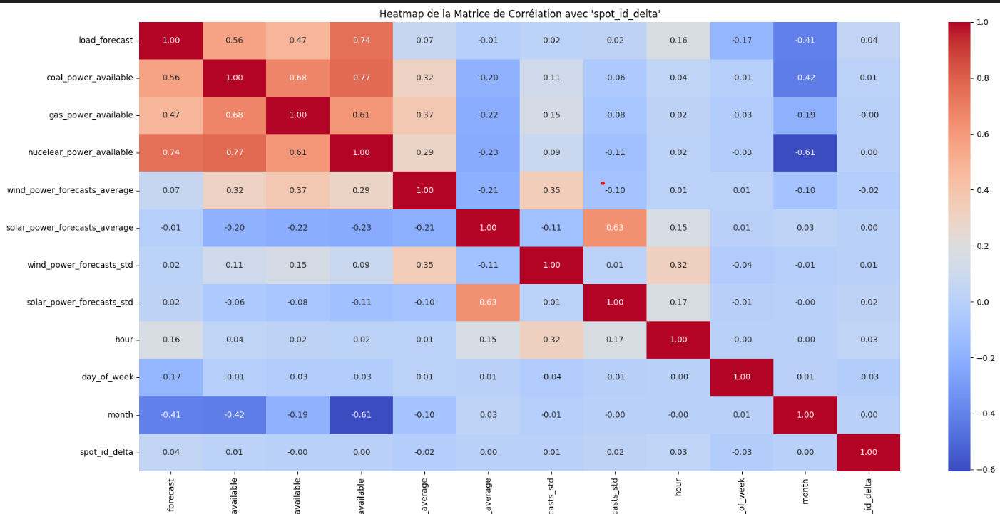 Heatmap de la Matrice de Corrélation avec 'spot_id_delta'
load_forecast 1.00 0.56 0.47 0.74 0.07 -0.01 0.02 0.02 0.16 -0.17 -0.41 0.04
coal_power_available 0.56 1.00 0.68 0.77 0.32 -0.20 0.11 -0.06 0.04 -0.01 -0.42 0.01
gas_power_available 0.47 0.68 1.00 0.61 0.37 -0.22 0.15 -0.08 0.02 -0.03 -0.19 -0.00
nucelear_power_available 0.74 0.77 0.61 1.00 0.29 -0.23 0.09 -0.11 0.02 -0.03 -0.61 0.00
wind_power_forecasts_average 0.07 0.32 0.37 0.29 1.00 -0.21 0.35 -0.10 0.01 0.01 -0.10 -0.02
solar_power_forecasts_average -0.01 -0.20 -0.22 -0.23 -0.21 1.00 -0.11 0.63 0.15 0.01 0.03 0.00
wind_power_forecasts_std 0.02 0.11 0.15 0.09 0.35 -0.11 1.00 0.01 0.32 -0.04 -0.01 0.01
solar_power_forecasts_std 0.02 -0.06 -0.08 -0.11 -0.10 0.63 0.01 1.00 0.17 -0.01 -0.00 0.02
hour 0.16 0.04 0.02 0.02 0.01 0.15 0.32 0.17 1.00 -0.00 -0.00 0.03
day_of_week -0.17 -0.01 -0.03 -0.03 0.01 0.01 -0.04 -0.01 -0.00 1.00 0.01 -0.03
month -0.41 -0.42 -0.19 -0.61 -0.10 0.03 -0.01 -0.00 -0.00 0.01 1.00 0.00
spot_id_delta 0.04 0.01 -0.00 0.00 -0.02 0.00 0.01 0.02 0.03 -0.03 0.00 1.00
_forecast
available
available
available
_average
_average
casts_std
casts_std
hour
of_week
month
_id_delta
1.0
0.8
0.6
0.4
0.2
0.0
−0.2
−0.4
−0.6